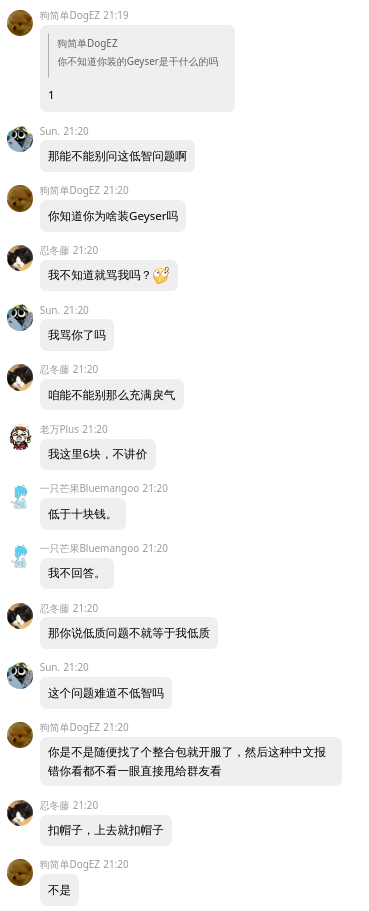 狗简单DogEZ 21:19
狗简单DogEZ
你不知道你装的Geyser是干什么的吗
1
Sun. 21:20
那能不能别问这低智问题啊
狗简单DogEZ 21:20
你知道你为啥装Geyser吗
忍冬藤 21:20
我不知道就骂我吗？
Sun. 21:20
我骂你了吗
忍冬藤 21:20
咱能不能别那么充满戾气
老万Plus 21:20
我这里6块，不讲价
一只芒果Bluemangoo 21:20
低于十块钱。
一只芒果Bluemangoo 21:20
我不回答。
忍冬藤 21:20
那你说低质问题不就等于我低质
Sun. 21:20
这个问题难道不低智吗
狗简单DogEZ 21:20
你是不是随便找了个整合包就开服了，然后这种中文报
错你看都不看一眼直接甩给群友看
忍冬藤 21:20
扣帽子，上去就扣帽子
狗简单DogEZ 21:20
不是